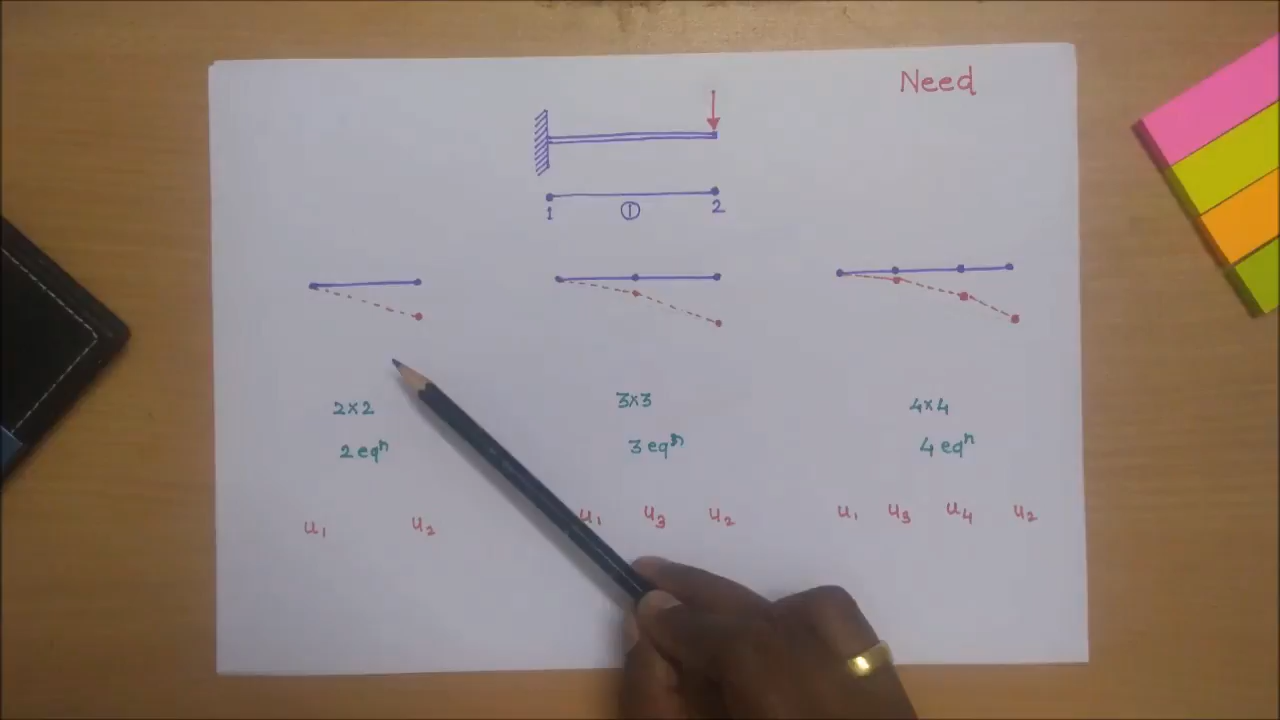 Need
1 ① 2
2×2 3×3 4×4
2 eqⁿ 3 eqⁿ 4 eqⁿ
u₁ u₂ u₁ u₃ u₂ u₁ u₃ u₄ u₂